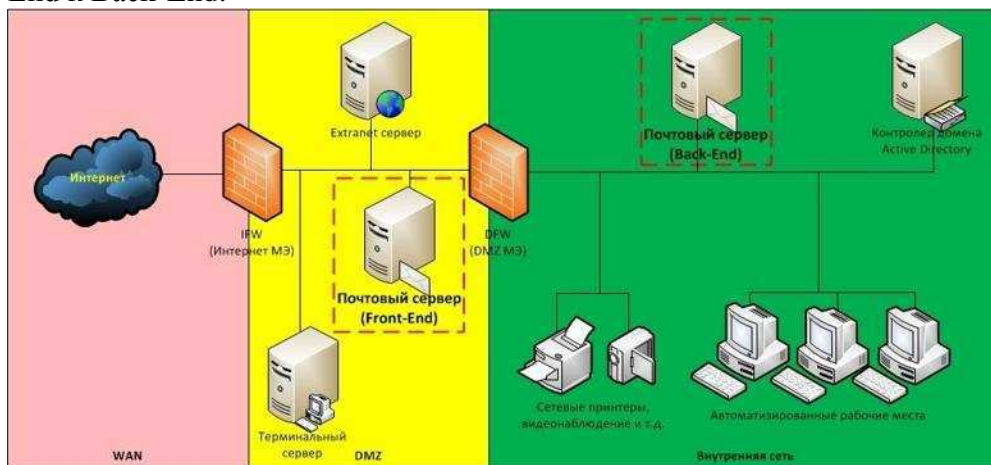 End и Back-End.
Интернет
IFW
(Интернет МЭ)
WAN
Extranet сервер
Почтовый сервер
(Front-End)
Терминальный
сервер
DMZ
DFW
(DMZ МЭ)
Почтовый сервер
(Back-End)
Контролер домена
Active Directory
Сетевые принтеры,
видеонаблюдение и т.д.
Автоматизированные рабочие места
Внутренняя сеть